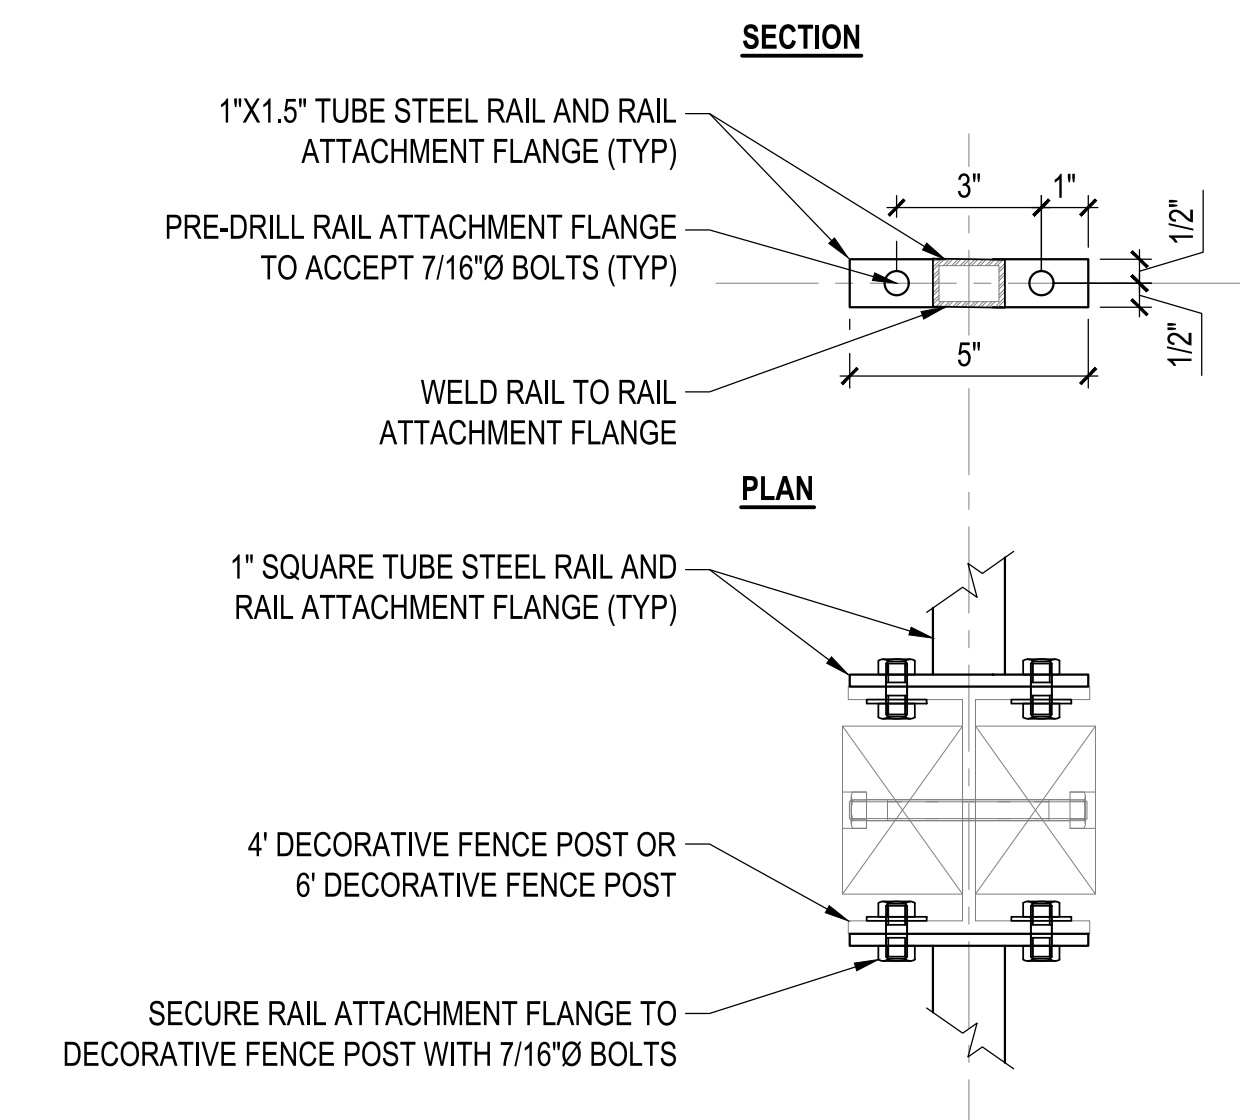 SECTION
1"X1.5" TUBE STEEL RAIL AND RAIL
ATTACHMENT FLANGE (TYP)
3"
1"
1/2"
PRE-DRILL RAIL ATTACHMENT FLANGE
TO ACCEPT 7/16"Ø BOLTS (TYP)
1/2"
5"
WELD RAIL TO RAIL
ATTACHMENT FLANGE
PLAN
1" SQUARE TUBE STEEL RAIL AND
RAIL ATTACHMENT FLANGE (TYP)
4' DECORATIVE FENCE POST OR
6' DECORATIVE FENCE POST
SECURE RAIL ATTACHMENT FLANGE TO
DECORATIVE FENCE POST WITH 7/16"Ø BOLTS